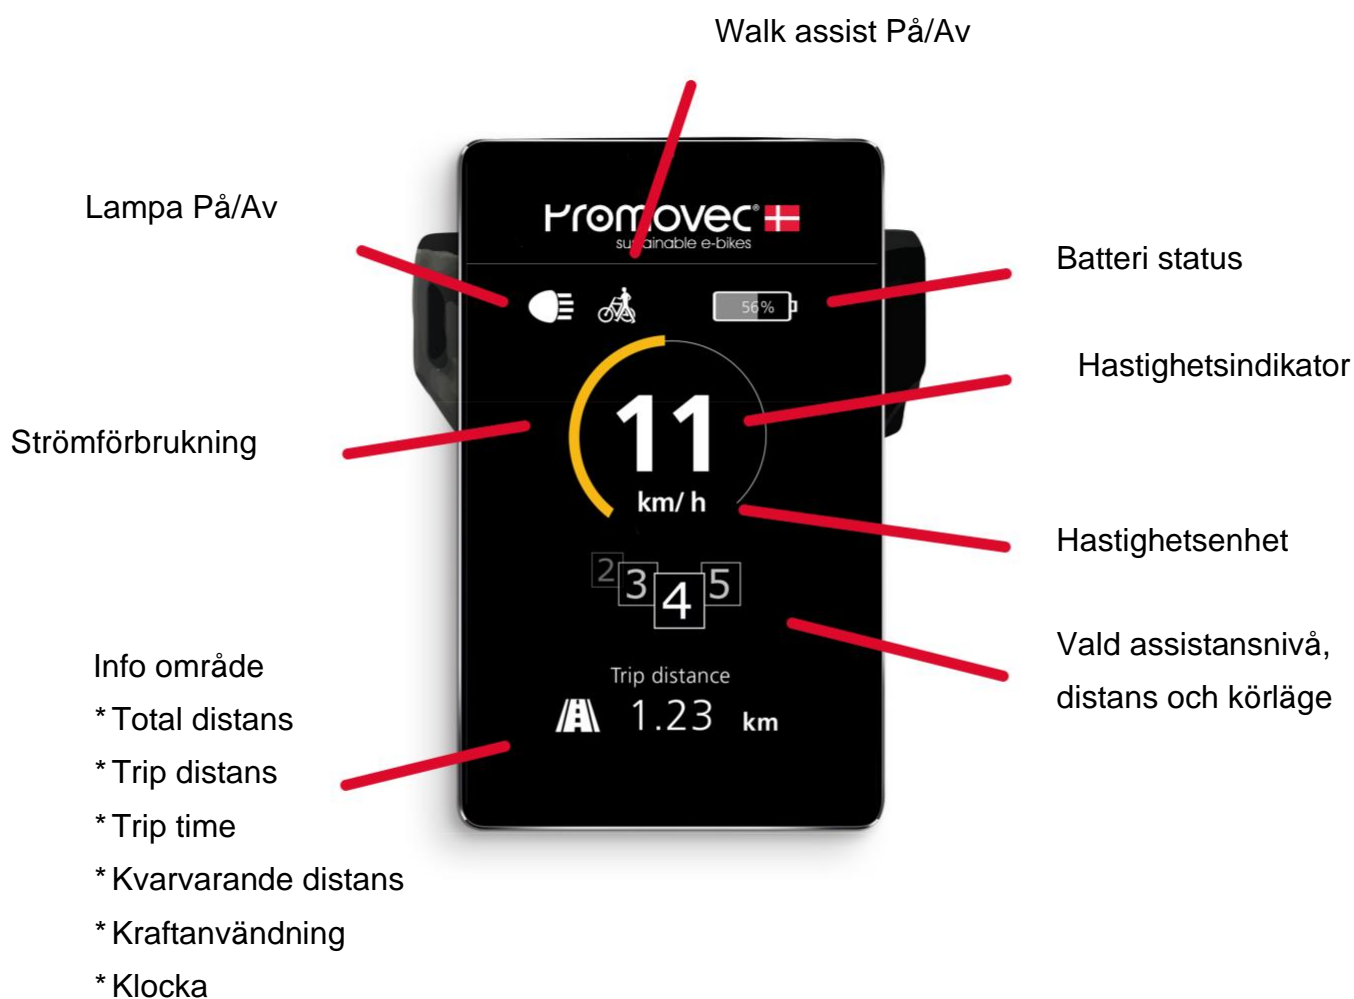 Walk assist På/Av
Lampa På/Av
Promovec®
sustainable e-bikes
Batteri status
56%
Hastighetsindikator
11
Strömförbrukning
km/ h
Hastighetsenhet
2 3 4 5
Vald assistansnivå,
distans och körläge
Trip distance
1.23 km
Info område
* Total distans
* Trip distans
* Trip time
* Kvarvarande distans
* Kraftanvändning
* Klocka